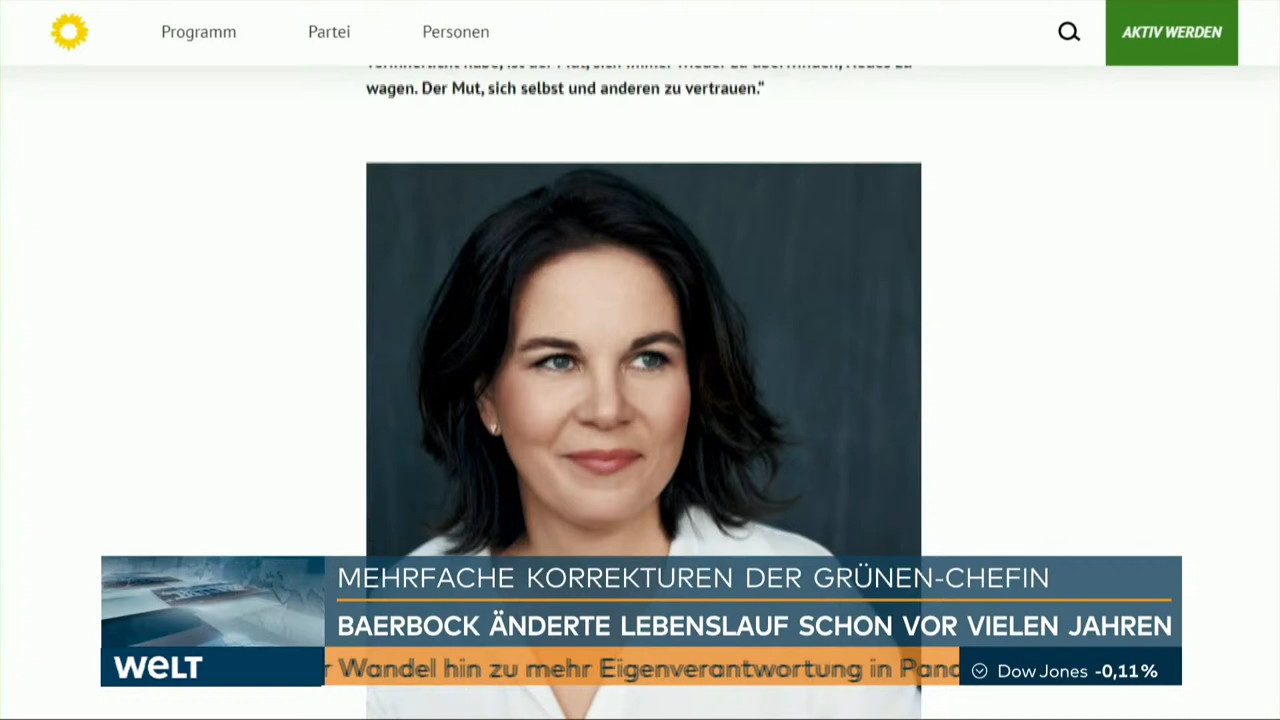 Programm Partei Personen AKTIV WERDEN
wagen. Der Mut, sich selbst und anderen zu vertrauen.“
MEHRFACHE KORREKTUREN DER GRÜNEN-CHEFIN
BAERBOCK ÄNDERTE LEBENSLAUF SCHON VOR VIELEN JAHREN
welt r Wandel hin zu mehr Eigenverantwortung in Pand Dow Jones -0,11%